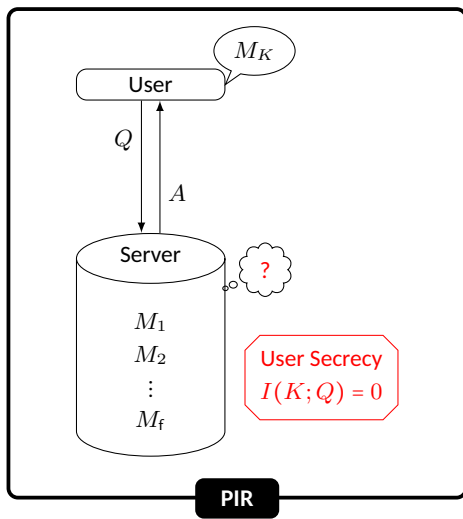 M_K
User
Q
A
Server
?
M_1
M_2
⋮
M_f
User Secrecy
I(K;Q) = 0
PIR